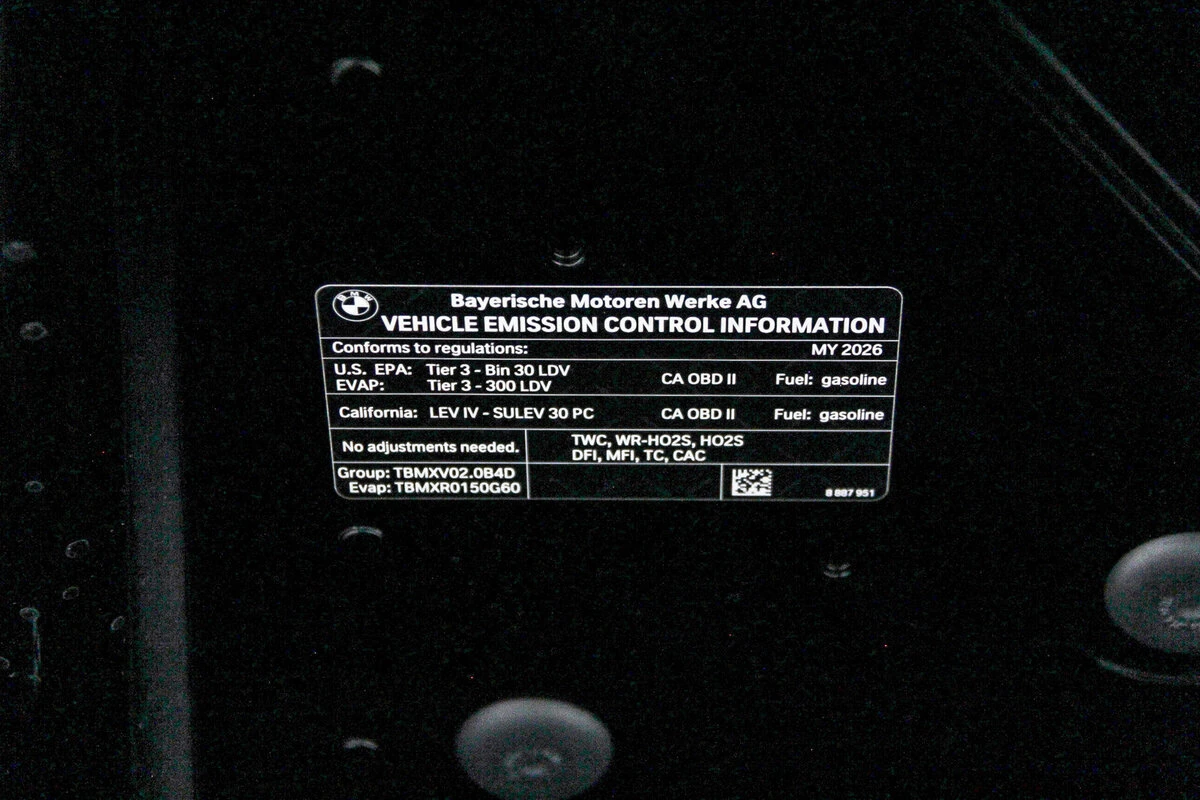 BMW
Bayerische Motoren Werke AG
VEHICLE EMISSION CONTROL INFORMATION
Conforms to regulations: MY 2026
U.S. EPA: Tier 3 - Bin 30 LDV
EVAP: Tier 3 - 300 LDV CA OBD II Fuel: gasoline
California: LEV IV - SULEV 30 PC CA OBD II Fuel: gasoline
No adjustments needed.
TWC, WR-HO2S, HO2S
DFI, MFI, TC, CAC
Group: TBMXV02.0B4D
Evap: TBMXR0150G60
8 887 951